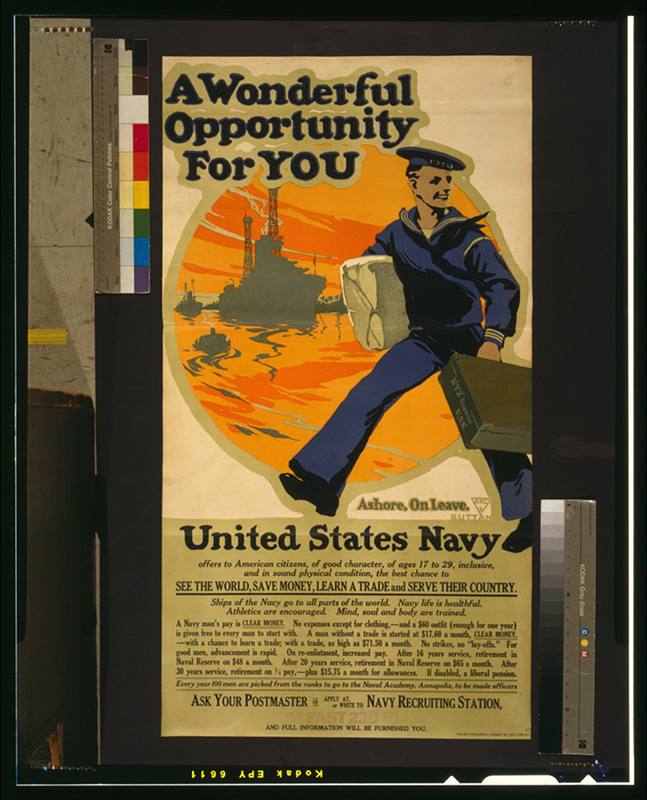 A Wonderful
Opportunity
For YOU
KODAK Color Control Patches
Ashore, On Leave.
RUTTAN
United States Navy
offers to American citizens, of good character, of ages 17 to 29, inclusive,
and in sound physical condition, the best chance to
SEE THE WORLD, SAVE MONEY, LEARN A TRADE and SERVE THEIR COUNTRY.
Ships of the Navy go to all parts of the world. Navy life is healthful.
Athletics are encouraged. Mind, soul and body are trained.
A Navy man's pay is CLEAR MONEY. No expenses except for clothing,—and a $60 outfit (enough for one year)
is given free to every man to start with. A man without a trade is started at $17.60 a month, CLEAR MONEY,
—with a chance to learn a trade; with a trade, as high as $71.50 a month. No strikes, no "lay-offs." For
good men, advancement is rapid. On re-enlistment, increased pay. After 16 years service, retirement in
Naval Reserve on $48 a month. After 20 years service, retirement in Naval Reserve on $65 a month. After
30 years service, retirement on ¾ pay,—plus $15.75 a month for allowances. If disabled, a liberal pension.
Every year 100 men are picked from the ranks to go to the Naval Academy, Annapolis, to be made officers
ASK YOUR POSTMASTER OR APPLY AT, or WRITE TO NAVY RECRUITING STATION,
EAST 23D
AND FULL INFORMATION WILL BE FURNISHED YOU.
KODAK Gray Scale
C
M
Kodak EPY 6611